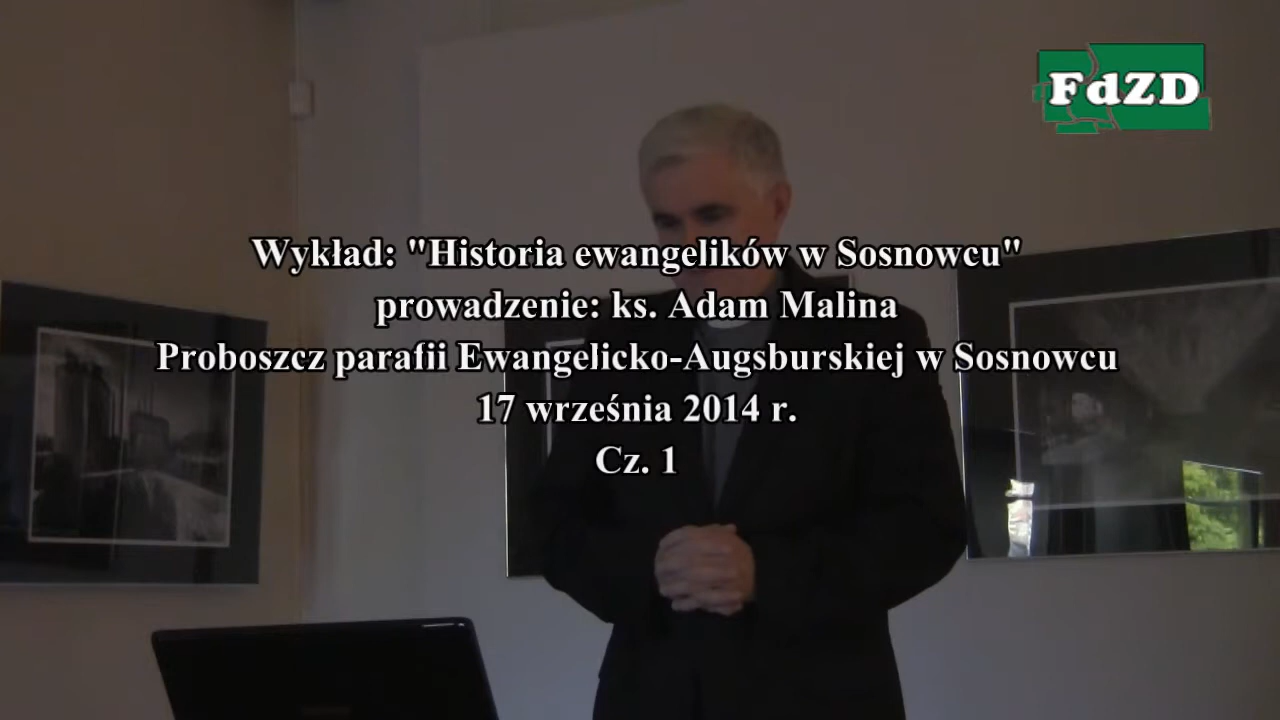 FdZD
Wykład: "Historia ewangelików w Sosnowcu"
prowadzenie: ks. Adam Malina
Proboszcz parafii Ewangelicko-Augsburskiej w Sosnowcu
17 września 2014 r.
Cz. 1